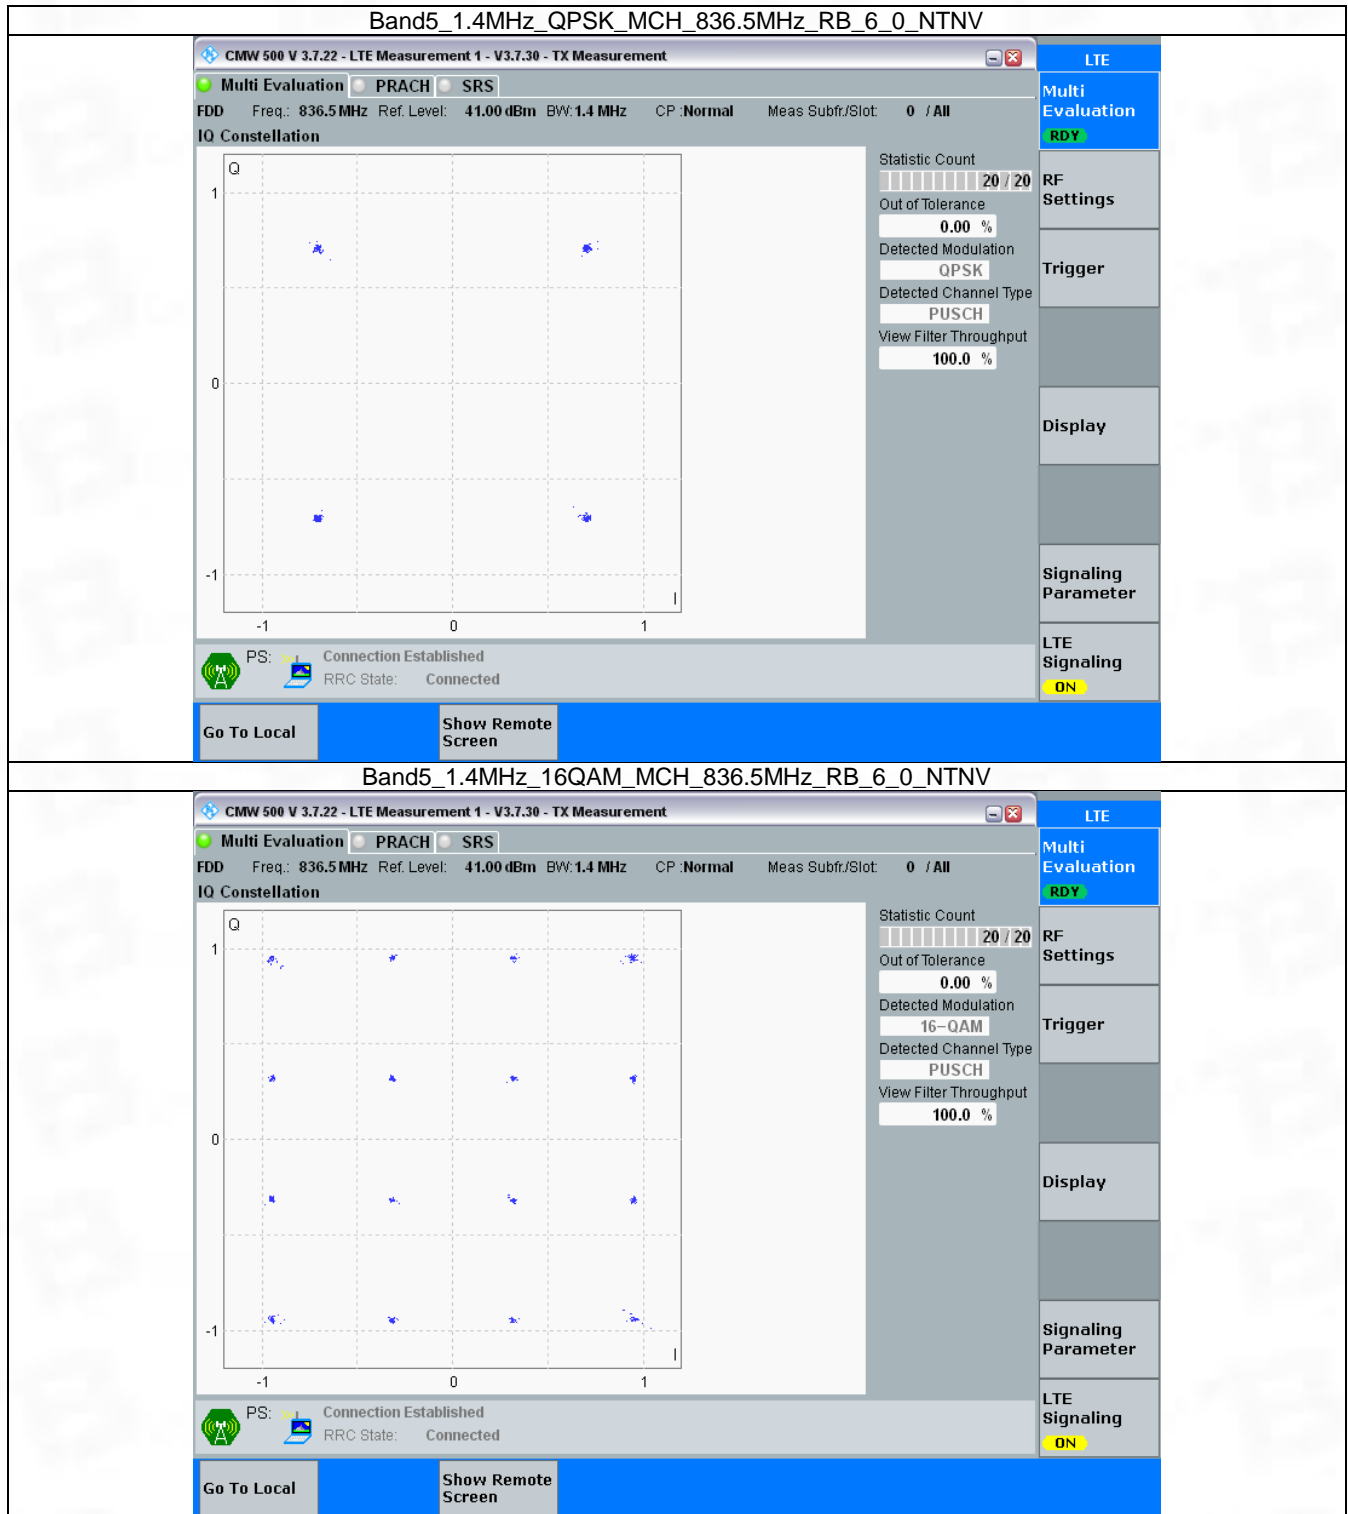 Band5_1.4MHz_QPSK_MCH_836.5MHz_RB_6_0_NTNV
CMW 500 V 3.7.22 - LTE Measurement 1 - V3.7.30 - TX Measurement
LTE
Multi Evaluation PRACH SRS
FDD Freq.: 836.5 MHz Ref. Level: 41.00 dBm BW: 1.4 MHz CP :Normal Meas Subfr./Slot: 0 / All
IQ Constellation
Q
1
0
-1
I
-1 0 1
Statistic Count
20 / 20
Out of Tolerance
0.00 %
Detected Modulation
QPSK
Detected Channel Type
PUSCH
View Filter Throughput
100.0 %
Multi
Evaluation
RDY
RF
Settings
Trigger
Display
Signaling
Parameter
LTE
Signaling
ON
PS: Connection Established
RRC State: Connected
Go To Local
Show Remote
Screen
Band5_1.4MHz_16QAM_MCH_836.5MHz_RB_6_0_NTNV
CMW 500 V 3.7.22 - LTE Measurement 1 - V3.7.30 - TX Measurement
LTE
Multi Evaluation PRACH SRS
FDD Freq.: 836.5 MHz Ref. Level: 41.00 dBm BW: 1.4 MHz CP :Normal Meas Subfr./Slot: 0 / All
IQ Constellation
Q
1
0
-1
I
-1 0 1
Statistic Count
20 / 20
Out of Tolerance
0.00 %
Detected Modulation
16-QAM
Detected Channel Type
PUSCH
View Filter Throughput
100.0 %
Multi
Evaluation
RDY
RF
Settings
Trigger
Display
Signaling
Parameter
LTE
Signaling
ON
PS: Connection Established
RRC State: Connected
Go To Local
Show Remote
Screen